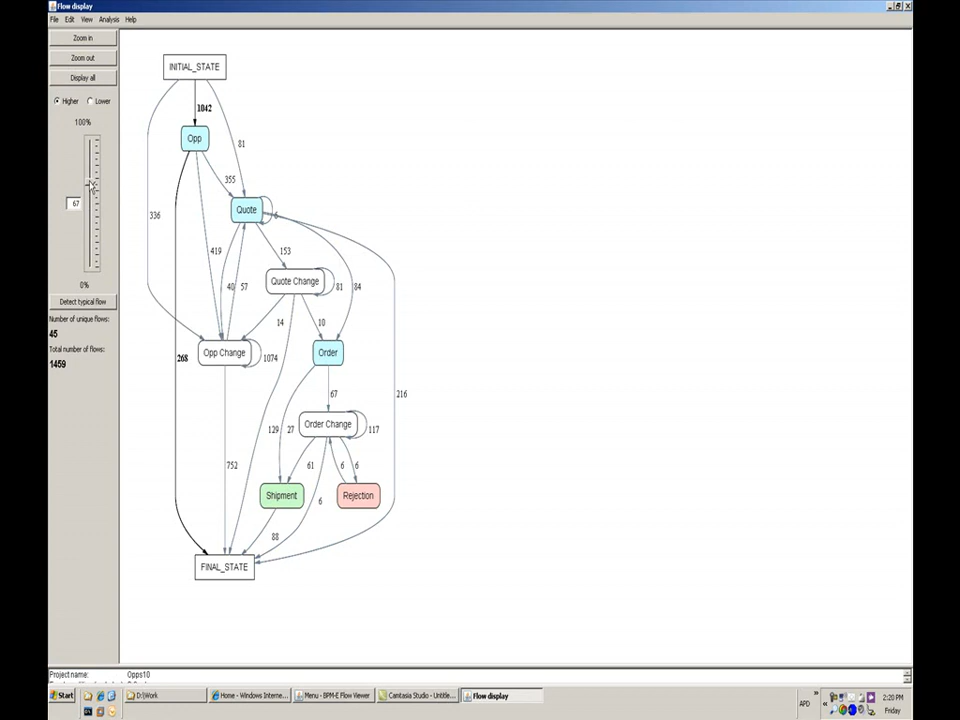 Flow display
File Edit View Analysis Help
Zoom in
Zoom out
Display all
Higher Lower
100%
67
0%
Detect typical flow
Number of unique flows:
45
Total number of flows:
1459
INITIAL_STATE
1042
Opp
81
355
336
Quote
6
419
153
40 57
Quote Change
81 84
14 10
Opp Change
1074
Order
268
67
216
Order Change
117
129 27
752
61 6 6
Shipment
Rejection
6
88
FINAL_STATE
Project name: Opps10
Start D:\Work Home - Windows Interne... Menu - BPM-E Flow Viewer Camtasia Studio - Untitle... Flow display APD 2:20 PM
Friday